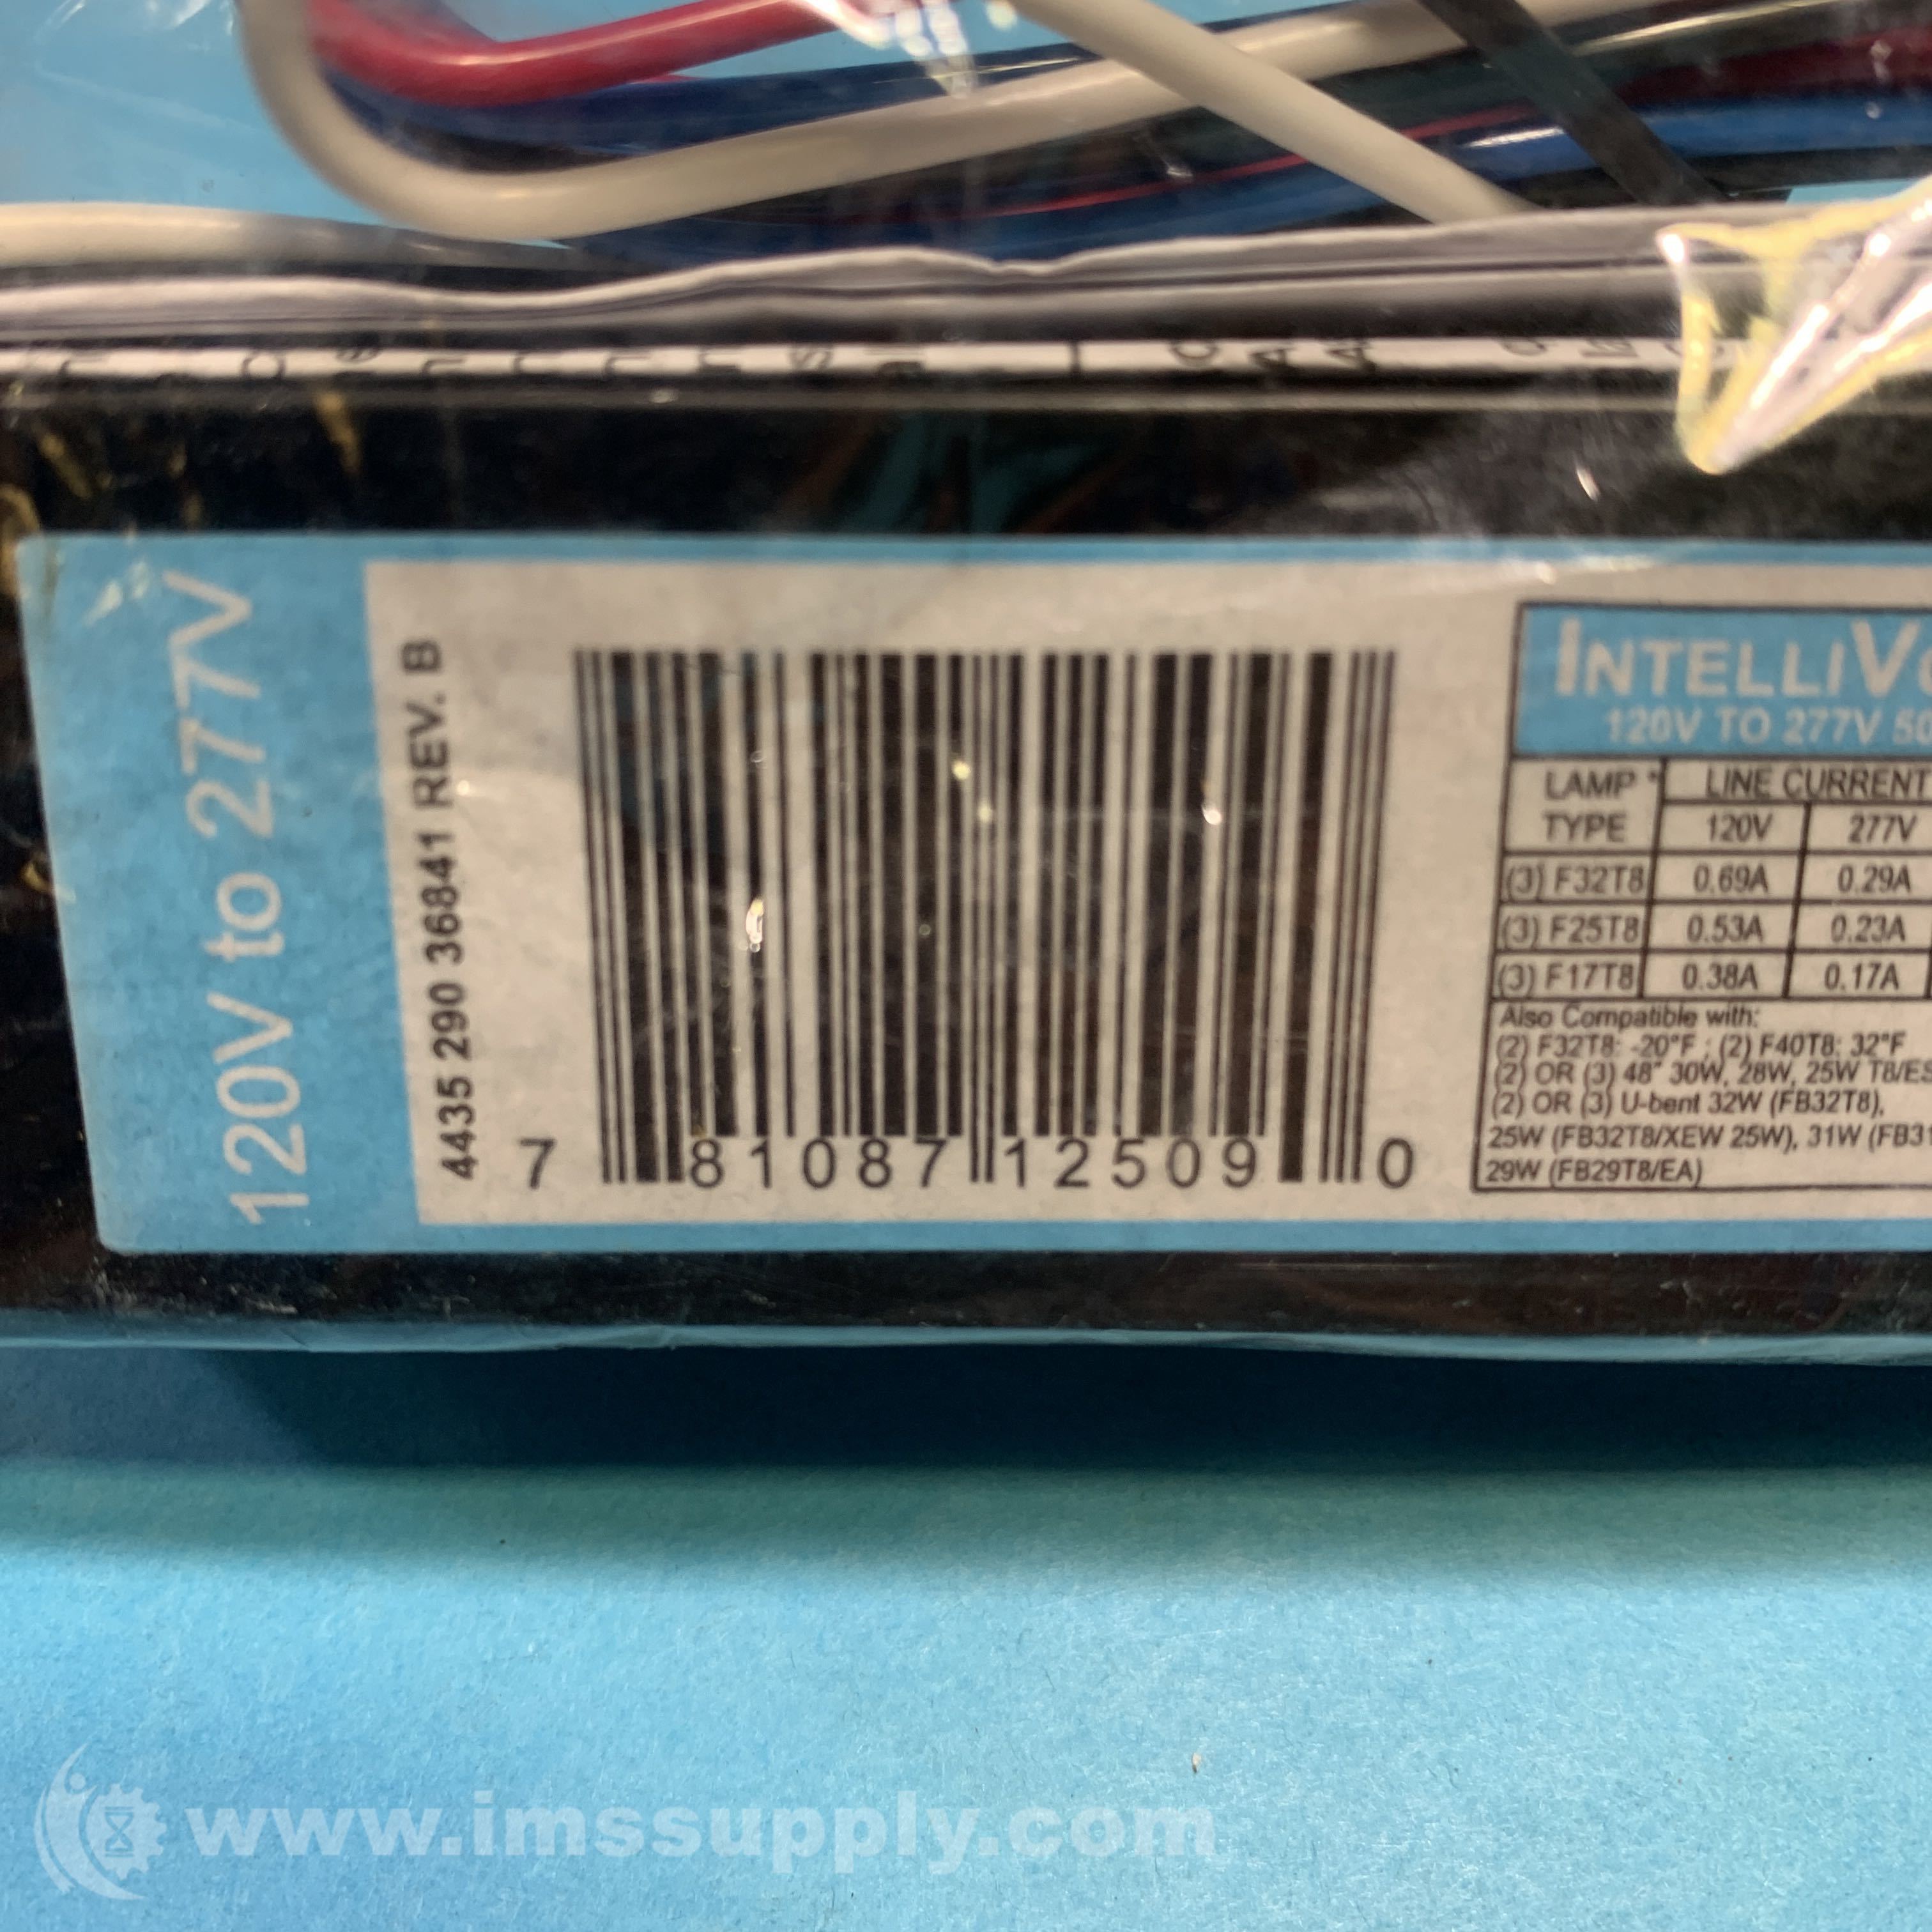 120V to 277V
4435 290 36841 REV. B
7 81087 12509 0
120V TO 277V
LAMP * LINE CURRENT
TYPE 120V 277V
(3) F32T8 0.69A 0.29A
(3) F25T8 0.53A 0.23A
(3) F17T8 0.38A 0.17A
Also Compatible with:
(2) F32T8: -20°F ; (2) F40T8: 32°F
(2) OR (3) 48" 30W, 28W, 25W T8/ES
(2) OR (3) U-bent 32W (FB32T8),
25W (FB32T8/XEW 25W), 31W (FB31
29W (FB29T8/EA)
www.imssupply.com